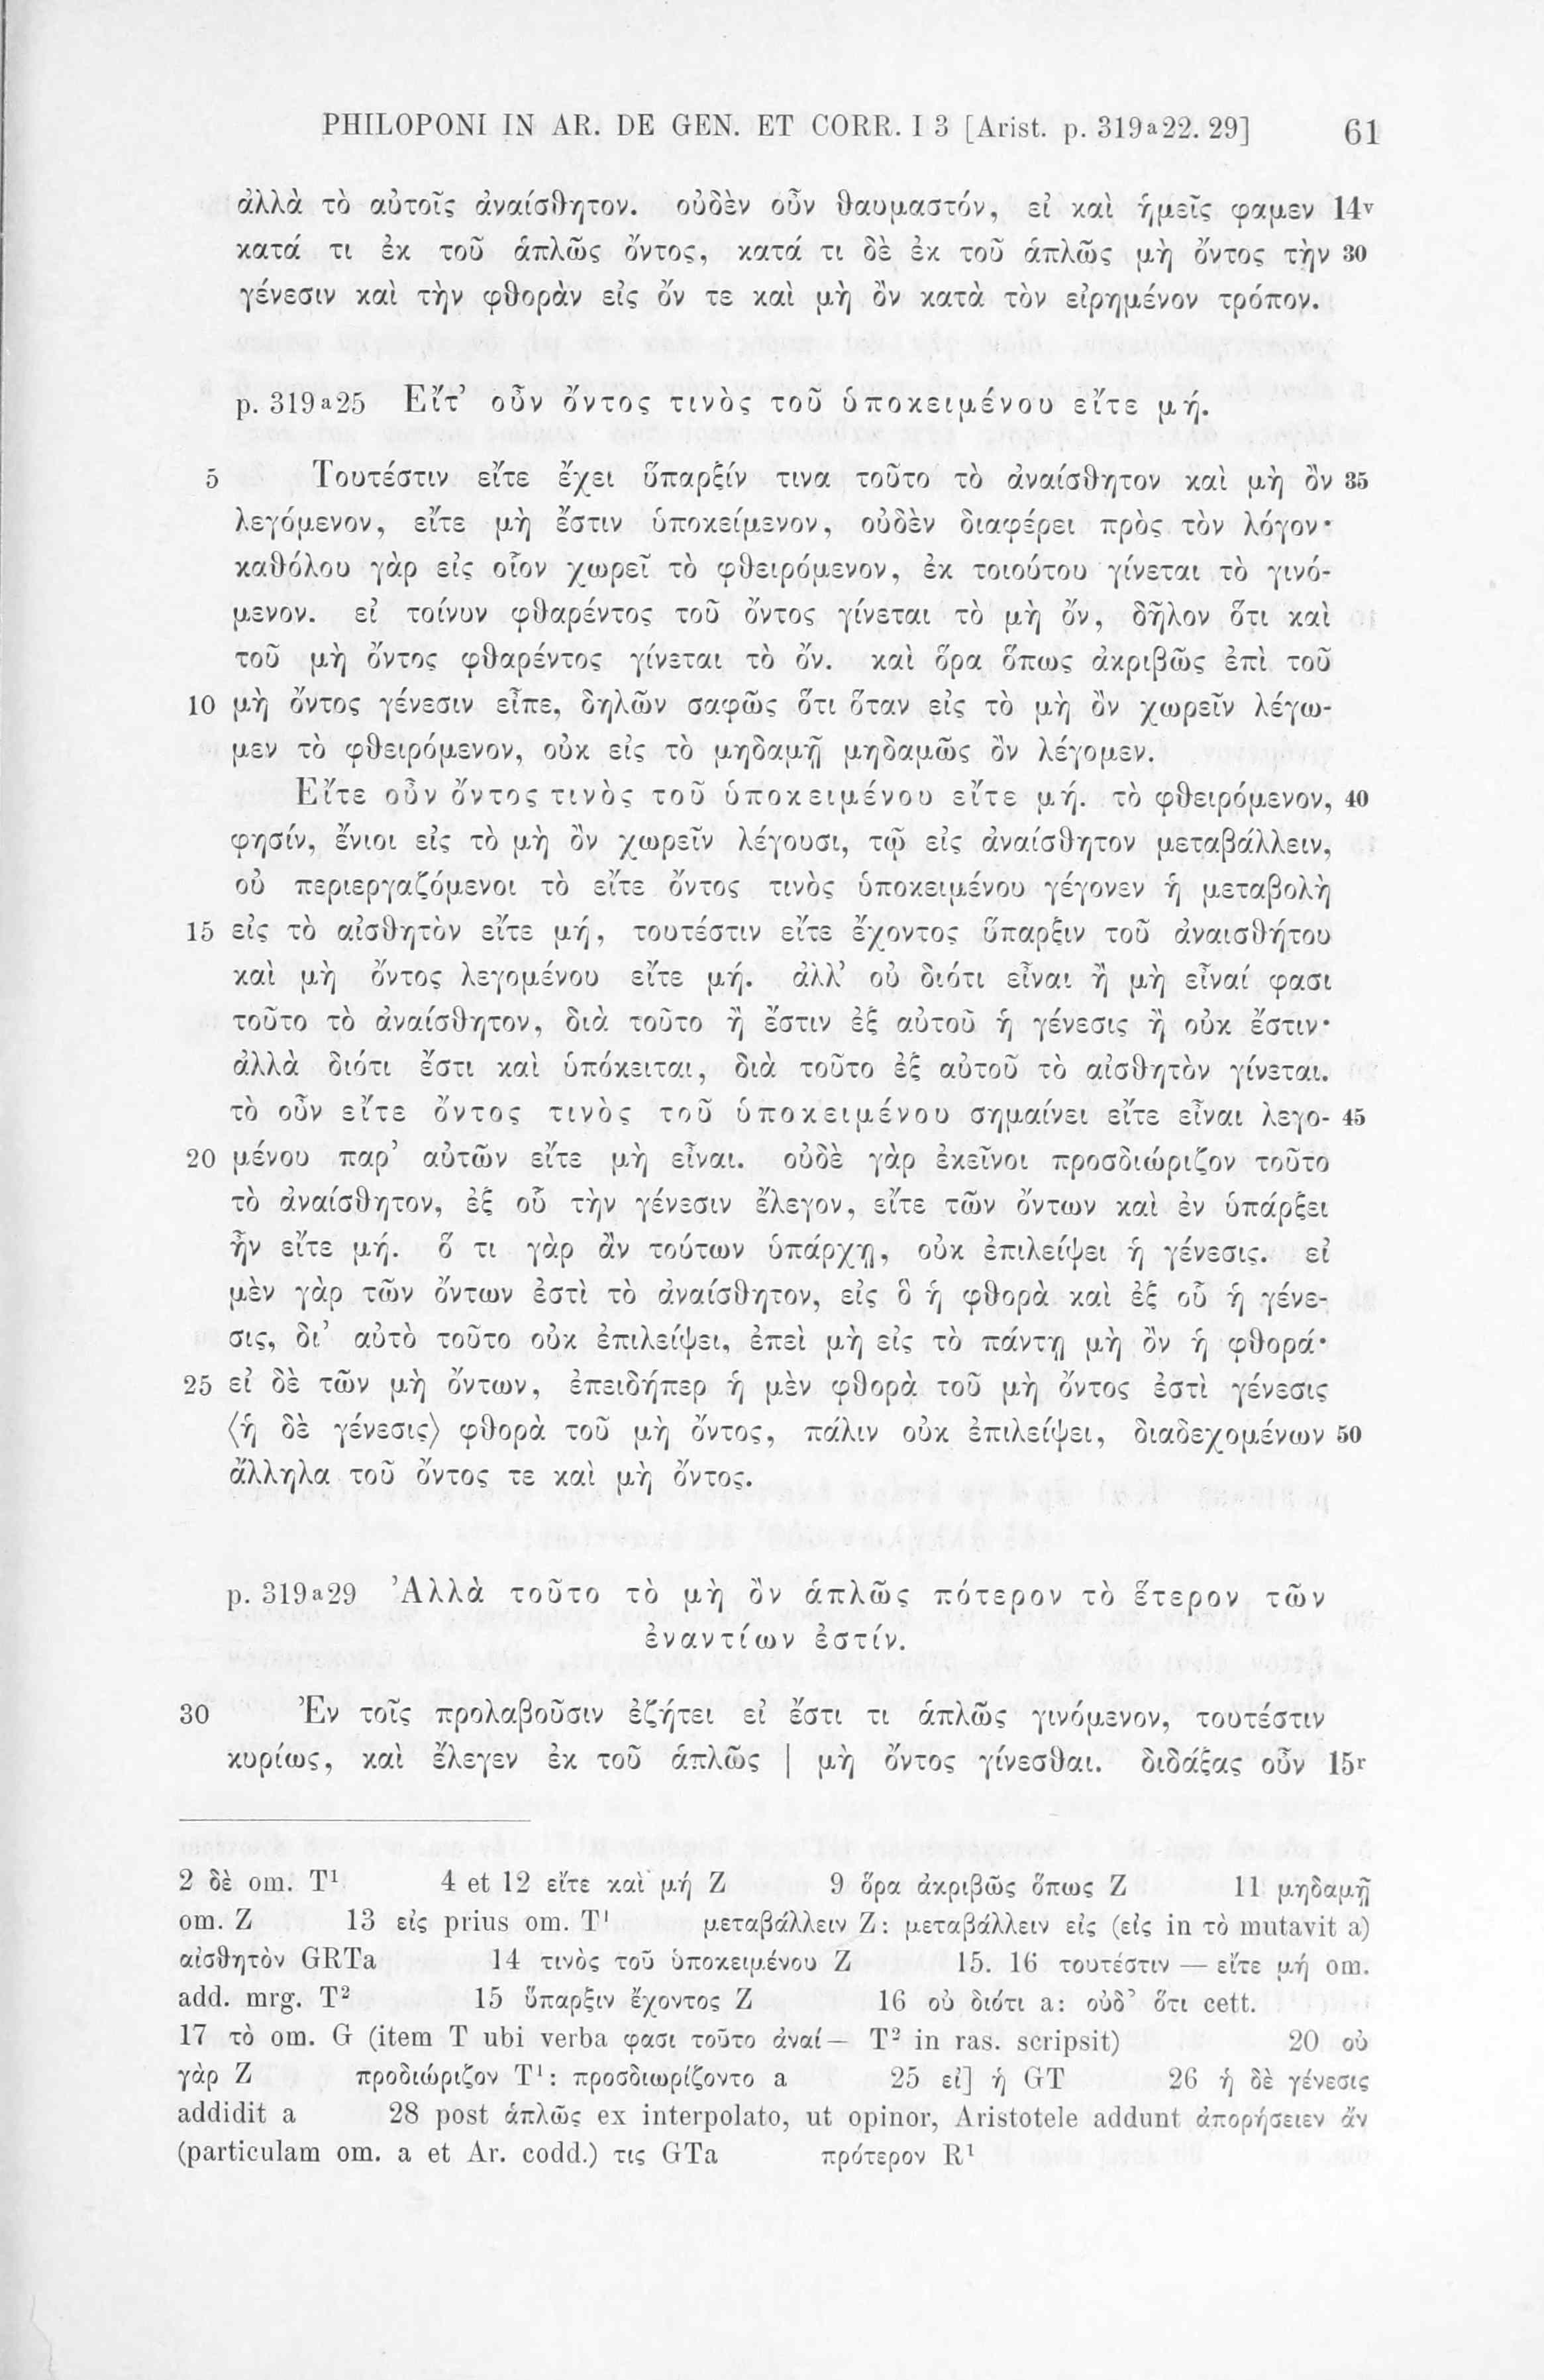 PHILOPONI IN AR. DE GEN. ET CORR. I 3 [Arist. p. 319a22. 29] 61
ἀλλὰ τὸ αὐτοῖς ἀναίσθητον. οὐδὲν οὖν θαυμαστόν, εἰ καὶ ἡμεῖς φαμεν 14v
κατά τι ἐκ τοῦ ἁπλῶς ὄντος, κατά τι δὲ ἐκ τοῦ ἁπλῶς μὴ ὄντος τὴν 30
γένεσιν καὶ τὴν φθορὰν εἰς ὄν τε καὶ μὴ ὂν κατὰ τὸν εἰρημένον τρόπον.
p. 319a25 Εἴτ’ οὖν ὄντος τινὸς τοῦ ὑποκειμένου εἴτε μή.
5 Τουτέστιν εἴτε ἔχει ὕπαρξίν τινα τοῦτο τὸ ἀναίσθητον καὶ μὴ ὂν 35
λεγόμενον, εἴτε μὴ ἔστιν ὑποκείμενον, οὐδὲν διαφέρει πρὸς τὸν λόγον·
καθόλου γὰρ εἰς οἷον χωρεῖ τὸ φθειρόμενον, ἐκ τοιούτου γίνεται τὸ γινό-
μενον. εἰ τοίνυν φθαρέντος τοῦ ὄντος γίνεται τὸ μὴ ὄν, δῆλον ὅτι καὶ
τοῦ μὴ ὄντος φθαρέντος γίνεται τὸ ὄν. καὶ ὅρα ὅπως ἀκριβῶς ἐπὶ τοῦ
10 μὴ ὄντος γένεσιν εἶπε, δηλῶν σαφῶς ὅτι ὅταν εἰς τὸ μὴ ὂν χωρεῖν λέγω-
μεν τὸ φθειρόμενον, οὐκ εἰς τὸ μηδαμῇ μηδαμῶς ὂν λέγομεν.
Εἴτε οὖν ὄντος τινὸς τοῦ ὑποκειμένου εἴτε μή. τὸ φθειρόμενον, 40
φησίν, ἔνιοι εἰς τὸ μὴ ὂν χωρεῖν λέγουσι, τῷ εἰς ἀναίσθητον μεταβάλλειν,
οὐ περιεργαζόμενοι τὸ εἴτε ὄντος τινὸς ὑποκειμένου γέγονεν ἡ μεταβολὴ
15 εἰς τὸ αἰσθητὸν εἴτε μή, τουτέστιν εἴτε ἔχοντος ὕπαρξιν τοῦ ἀναισθήτου
καὶ μὴ ὄντος λεγομένου εἴτε μή. ἀλλ’ οὐ διότι εἶναι ἢ μὴ εἶναί φασι
τοῦτο τὸ ἀναίσθητον, διὰ τοῦτο ἢ ἔστιν ἐξ αὐτοῦ ἡ γένεσις ἢ οὐκ ἔστιν·
ἀλλὰ διότι ἔστι καὶ ὑπόκειται, διὰ τοῦτο ἐξ αὐτοῦ τὸ αἰσθητὸν γίνεται.
τὸ οὖν εἴτε ὄντος τινὸς τοῦ ὑποκειμένου σημαίνει εἴτε εἶναι λεγο- 45
20 μένου παρ’ αὐτῶν εἴτε μὴ εἶναι. οὐδὲ γὰρ ἐκεῖνοι προσδιώριζον τοῦτο
τὸ ἀναίσθητον, ἐξ οὗ τὴν γένεσιν ἔλεγον, εἴτε τῶν ὄντων καὶ ἐν ὑπάρξει
ἦν εἴτε μή. ὅ τι γὰρ ἂν τούτων ὑπάρχῃ, οὐκ ἐπιλείψει ἡ γένεσις. εἰ
μὲν γὰρ τῶν ὄντων ἐστὶ τὸ ἀναίσθητον, εἰς ὃ ἡ φθορὰ καὶ ἐξ οὗ ἡ γένε-
σις, δι’ αὐτὸ τοῦτο οὐκ ἐπιλείψει, ἐπεὶ μὴ εἰς τὸ πάντῃ μὴ ὂν ἡ φθορά·
25 εἰ δὲ τῶν μὴ ὄντων, ἐπειδήπερ ἡ μὲν φθορὰ τοῦ μὴ ὄντος ἐστὶ γένεσις
⟨ἡ δὲ γένεσις⟩ φθορὰ τοῦ μὴ ὄντος, πάλιν οὐκ ἐπιλείψει, διαδεχομένων 50
ἄλληλα τοῦ ὄντος τε καὶ μὴ ὄντος.
p. 319a29 Ἀλλὰ τοῦτο τὸ μὴ ὂν ἁπλῶς πότερον τὸ ἕτερον τῶν
ἐναντίων ἐστίν.
30 Ἐν τοῖς προλαβοῦσιν ἐζήτει εἰ ἔστι τι ἁπλῶς γινόμενον, τουτέστιν
κυρίως, καὶ ἔλεγεν ἐκ τοῦ ἁπλῶς | μὴ ὄντος γίνεσθαι. διδάξας οὖν 15r
2 δὲ om. T¹ 4 et 12 εἴτε καὶ μή Z 9 ὅρα ἀκριβῶς ὅπως Z 11 μηδαμῇ
om. Z 13 εἰς prius om. T¹ μεταβάλλειν Z: μεταβάλλειν εἰς (εἰς in τὸ mutavit a)
αἰσθητὸν GRTa 14 τινὸς τοῦ ὑποκειμένου Z 15. 16 τουτέστιν — εἴτε μή om.
add. mrg. T² 15 ὕπαρξιν ἔχοντος Z 16 οὐ διότι a: οὐδ’ ὅτι cett.
17 τὸ om. G (item T ubi verba φασι τοῦτο ἀναί— T² in ras. scripsit) 20 οὐ
γὰρ Z προδιώριζον T¹: προσδιωρίζοντο a 25 εἰ] ἡ GT 26 ἡ δὲ γένεσις
addidit a 28 post ἁπλῶς ex interpolato, ut opinor, Aristotele addunt ἀπορήσειεν ἄν
(particulam om. a et Ar. codd.) τις GTa πρότερον R¹